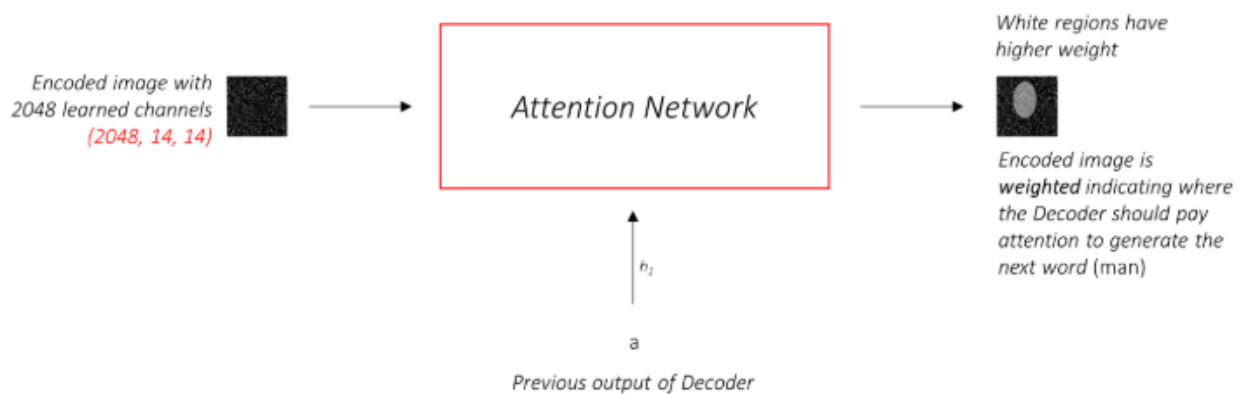 Encoded image with
2048 learned channels
(2048, 14, 14)
Attention Network
White regions have
higher weight
Encoded image is
weighted indicating where
the Decoder should pay
attention to generate the
next word (man)
h₁
a
Previous output of Decoder